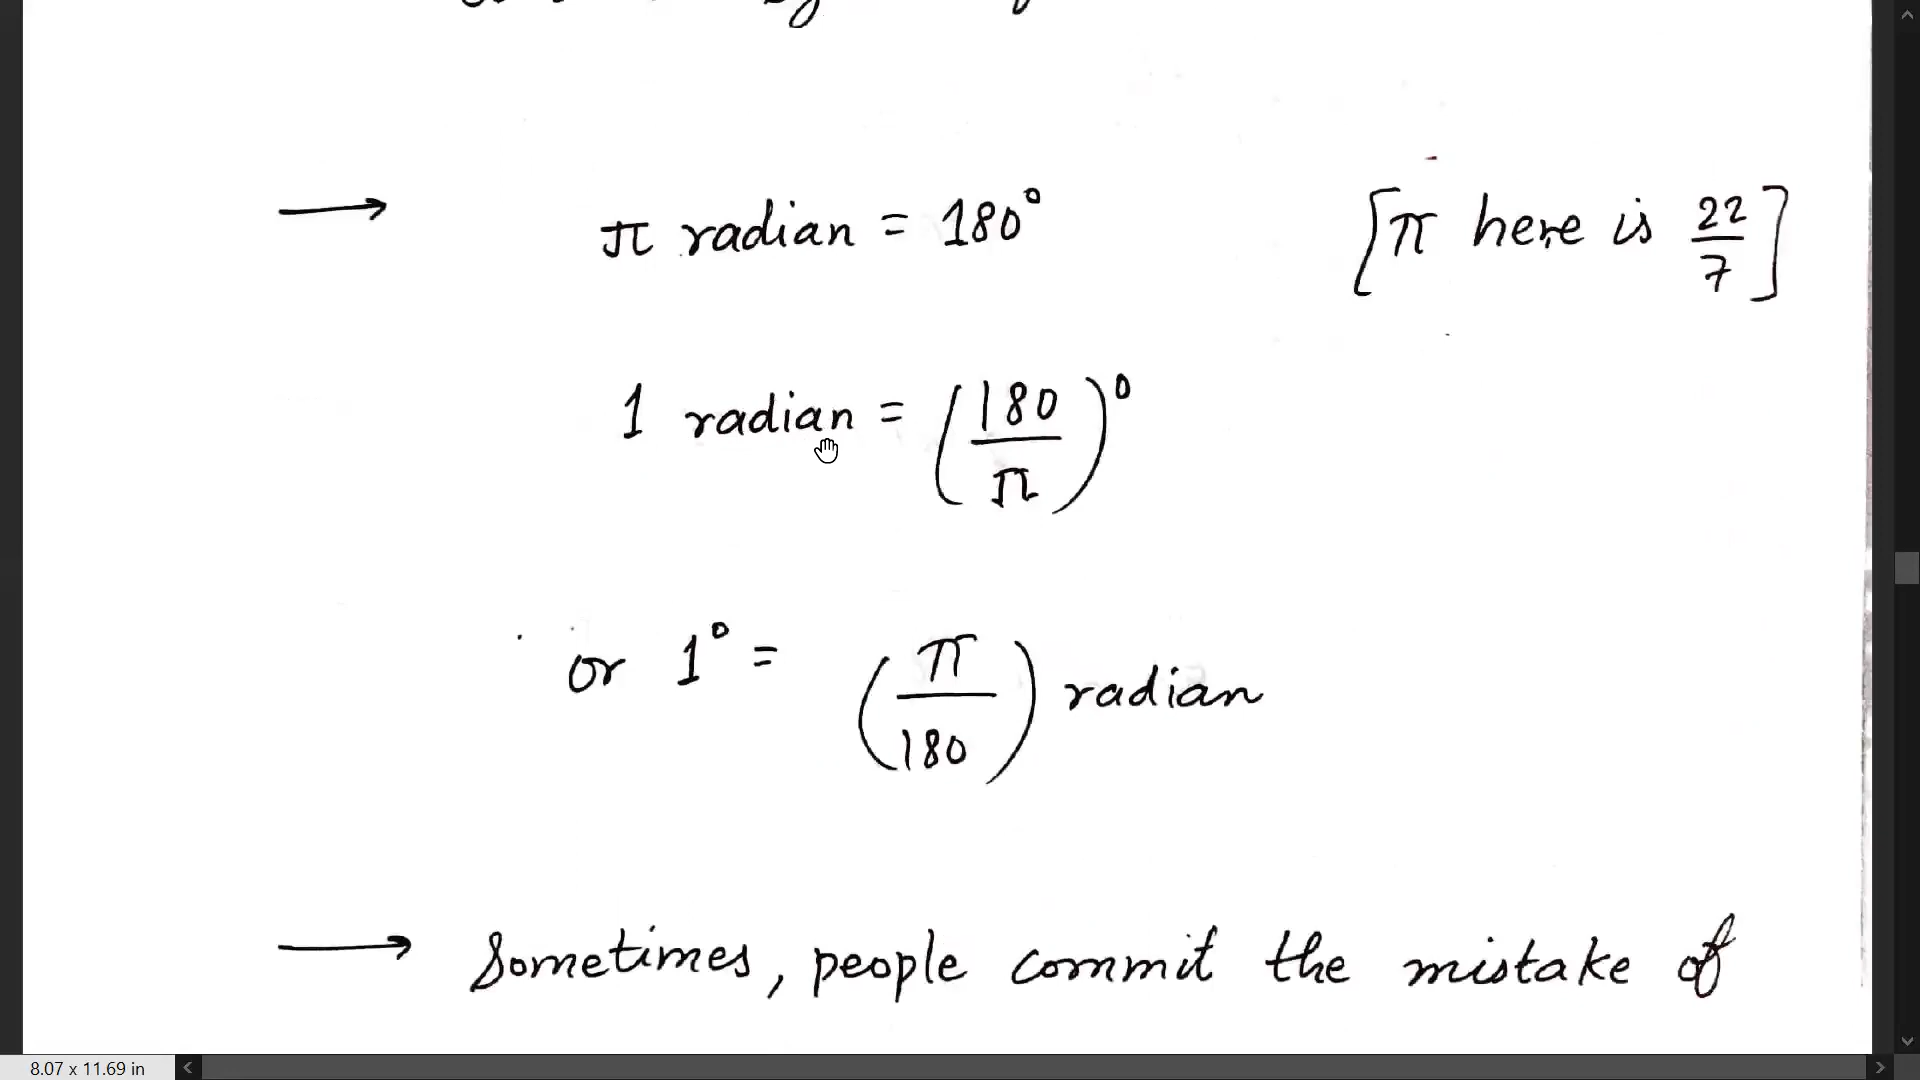 → π radian = 180° [π here is 22/7]
1 radian = (180/π)°
or 1° = (π/180) radian
→ Sometimes, people commit the mistake of
8.07 x 11.69 in